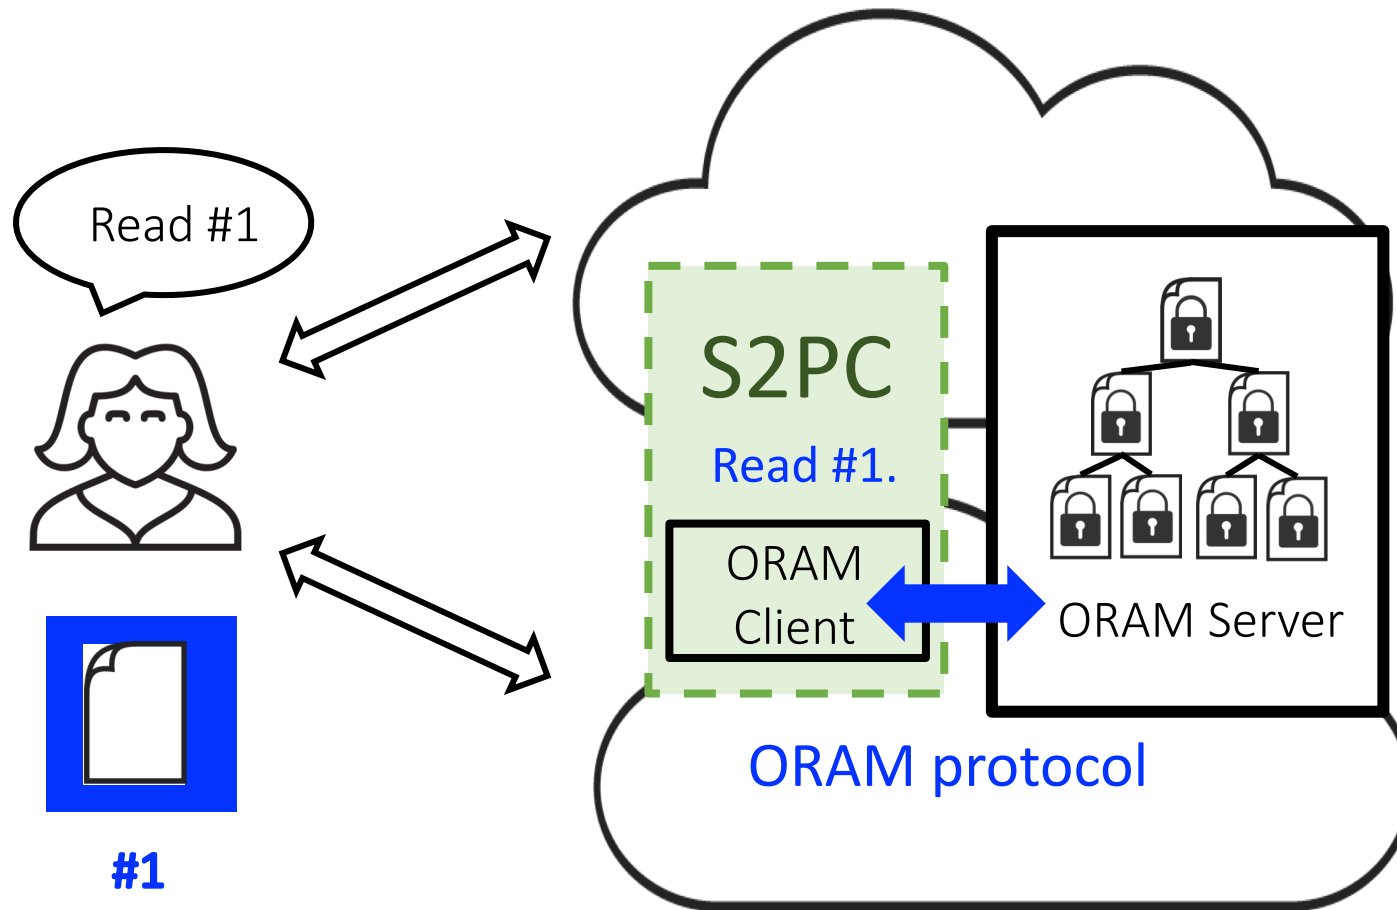 Read #1
S2PC
Read #1.
ORAM
Client
ORAM Server
ORAM protocol
#1